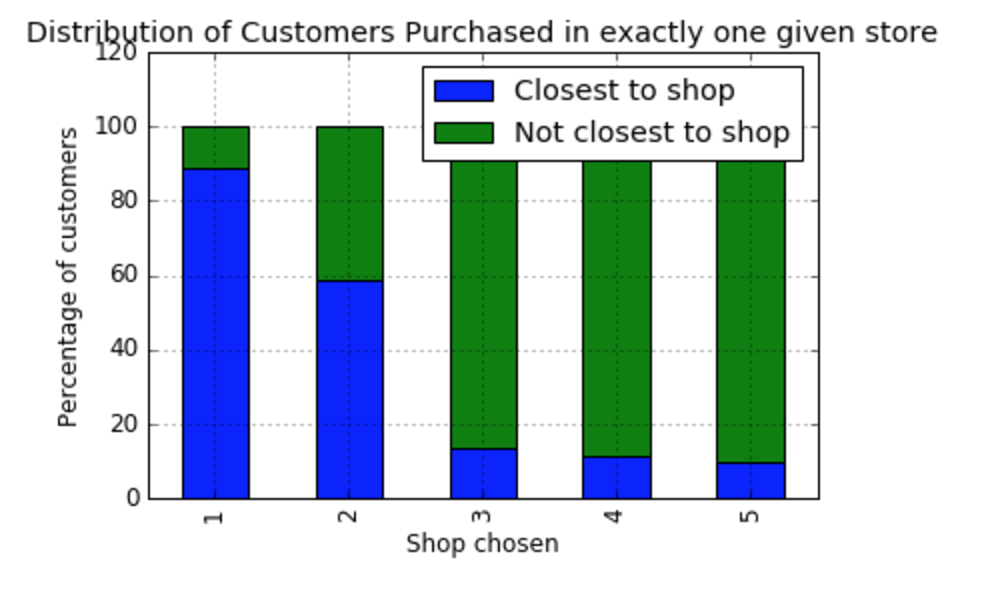 Distribution of Customers Purchased in exactly one given store
120
100
80
60
40
20
0
Percentage of customers
Closest to shop
Not closest to shop
1 2 3 4 5
Shop chosen